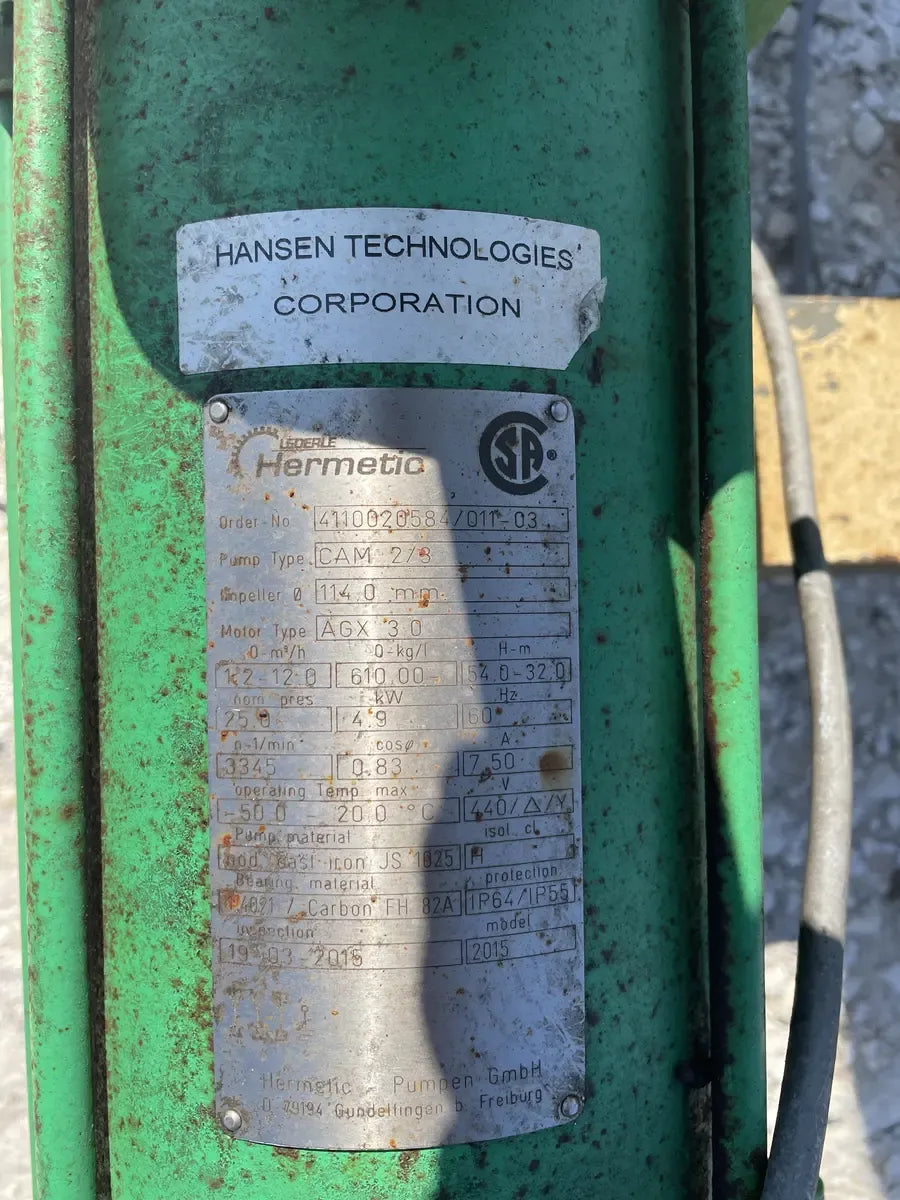 HANSEN TECHNOLOGIES
CORPORATION
LEDERLE
Hermetic
CSA ®
Order-No 4110020584/011-03
Pump Type CAM 2/3
Impeller Ø 114.0 mm
Motor Type AGX 3.0
Q-m³/h Q-kg/l H-m
1.2-12.0 610.00 54.0-32.0
nom pres kW Hz
25.0 4.9 60
n-1/min cosφ A
3345 0.83 7.50
operating Temp. max V
-50.0 - 20.0 °C 440/Δ/Y
Pump material isol. cl.
nod. cast iron JS 1025 H
Bearing material protection
1.4021 / Carbon FH 82A IP64/IP55
Inspection model
19-03 2015 2015
Hermetic - Pumpen GmbH
D 79194 Gundelfingen b. Freiburg